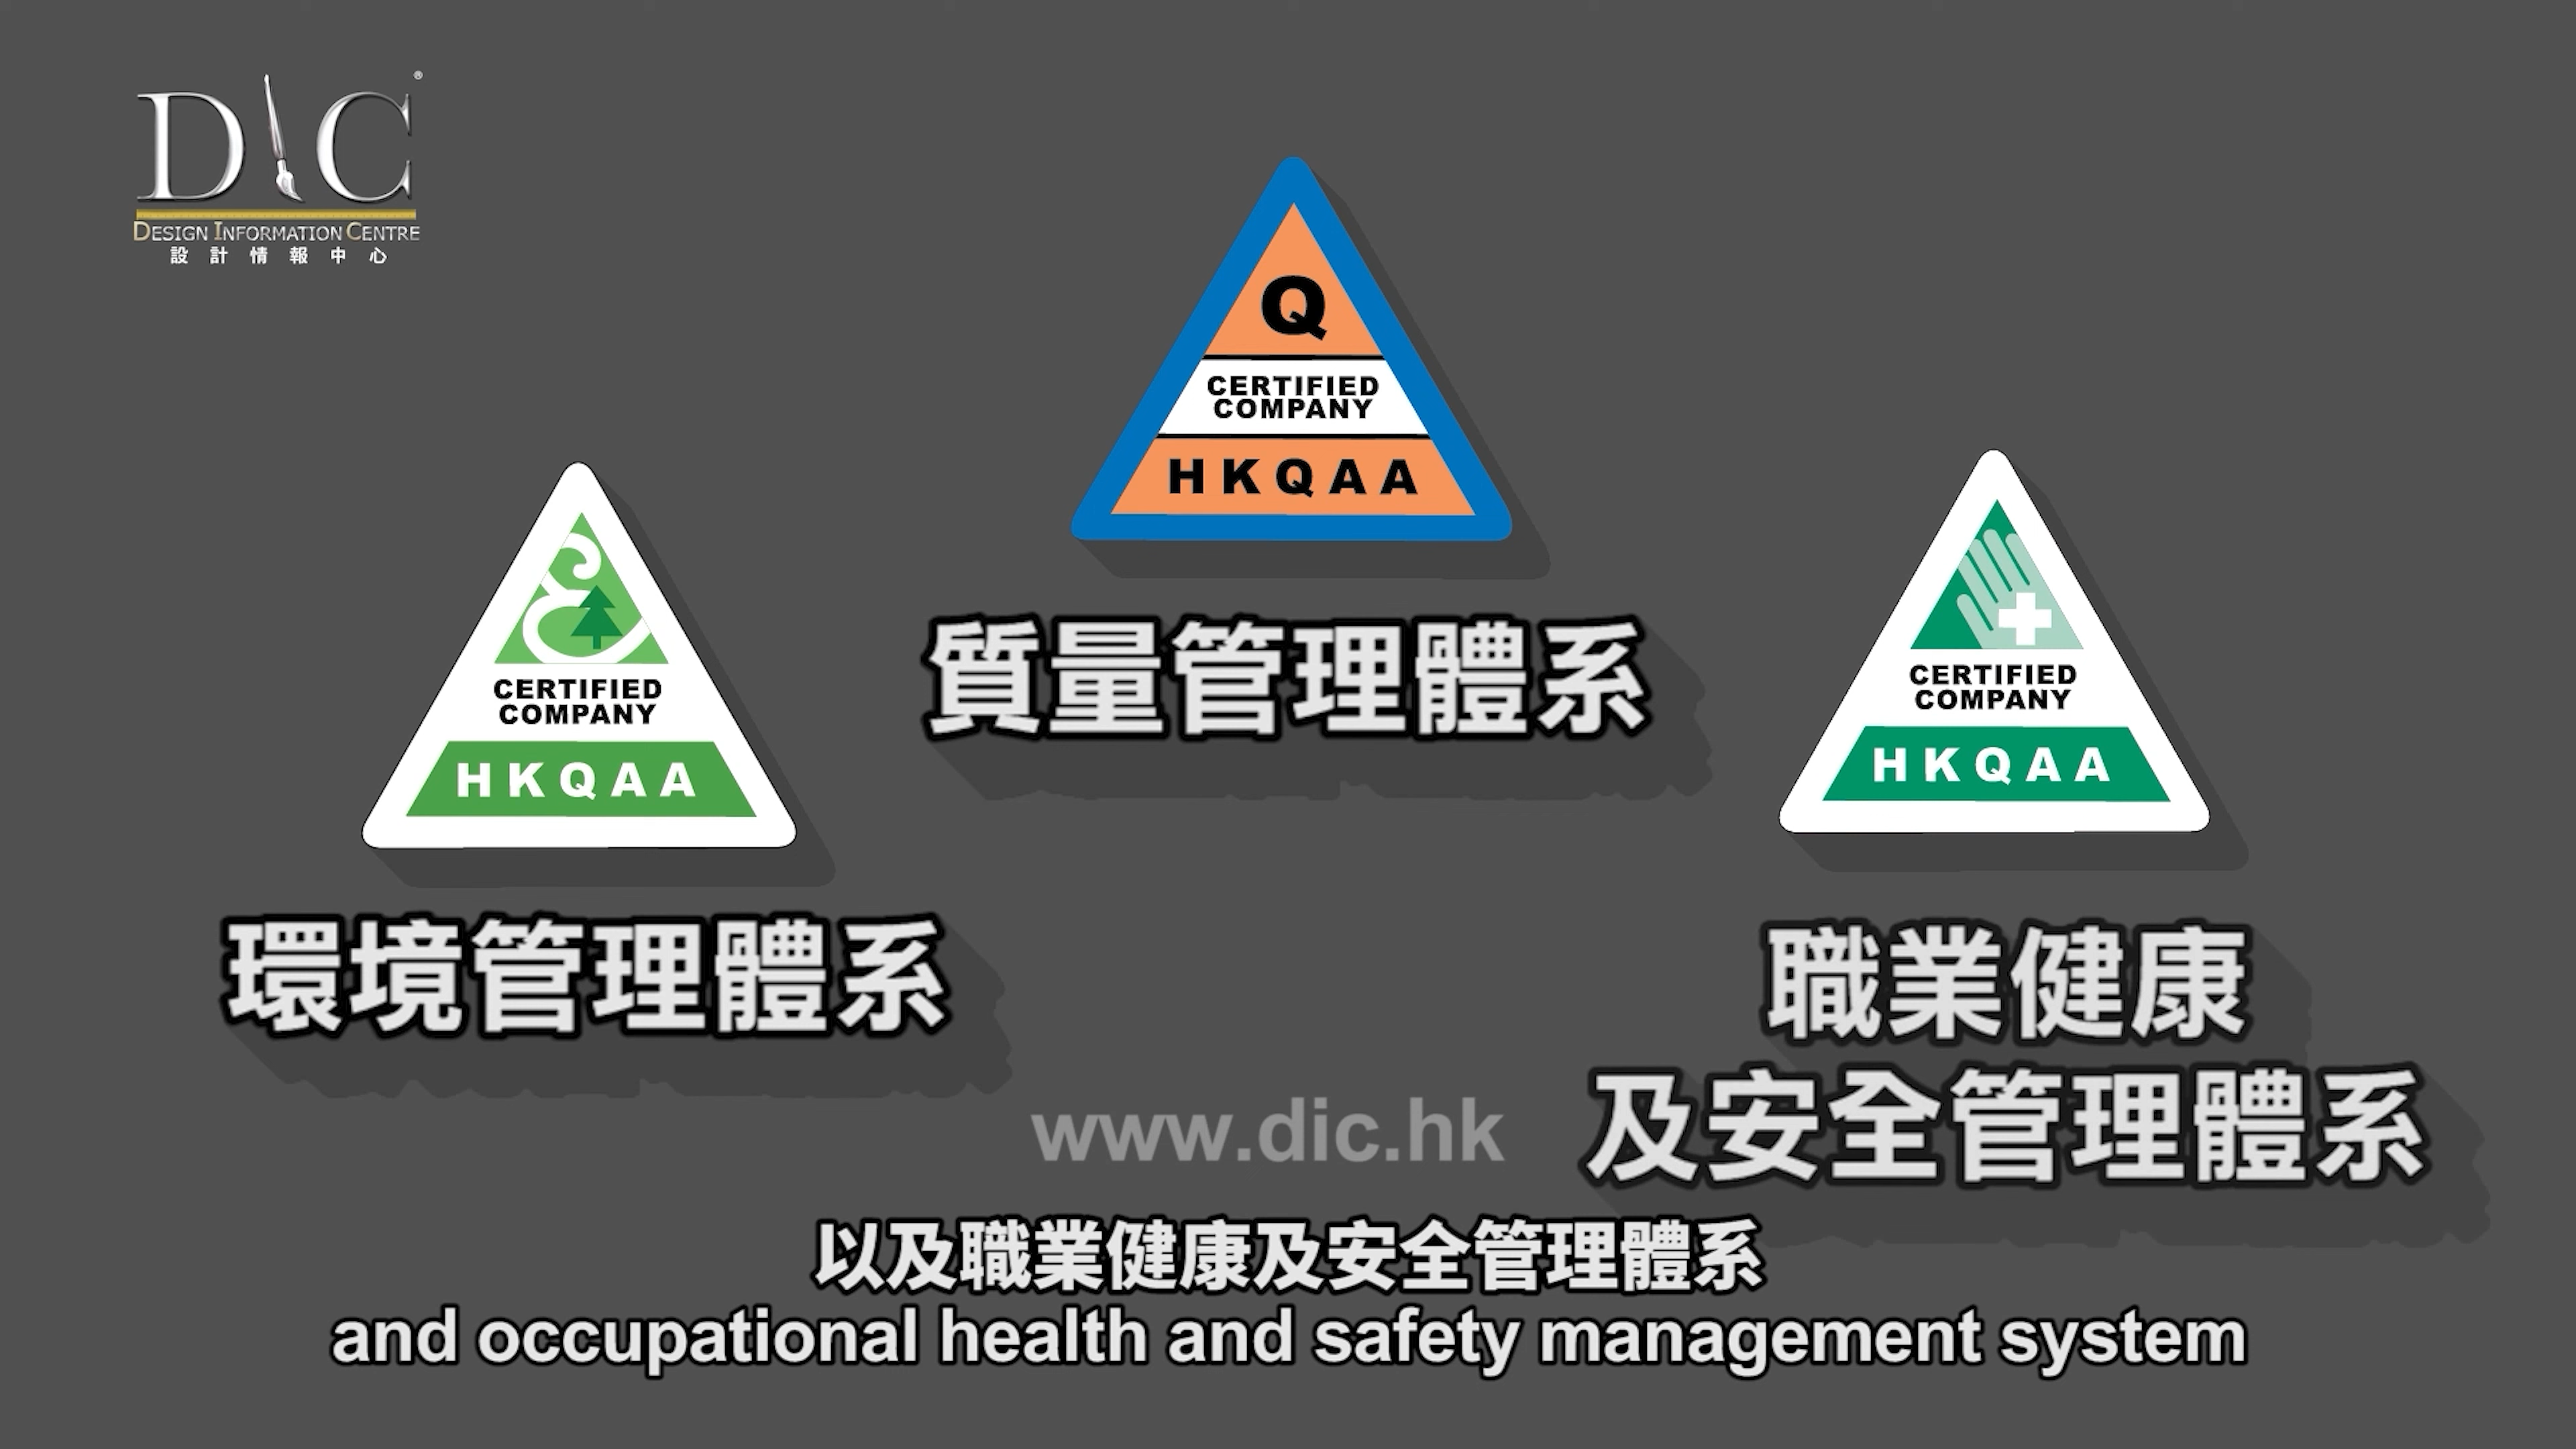 DIC®
DESIGN INFORMATION CENTRE
設計情報中心
Q
CERTIFIED
COMPANY
HKQAA
質量管理體系
CERTIFIED
COMPANY
HKQAA
環境管理體系
CERTIFIED
COMPANY
HKQAA
職業健康
及安全管理體系
www.dic.hk
以及職業健康及安全管理體系
and occupational health and safety management system